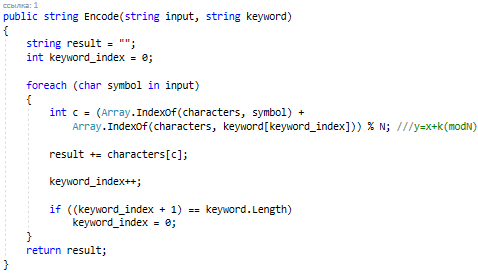 ссылка: 1
public string Encode(string input, string keyword)
{
string result = "";
int keyword_index = 0;
foreach (char symbol in input)
{
int c = (Array.IndexOf(characters, symbol) +
Array.IndexOf(characters, keyword[keyword_index])) % N; ///y=x+k(modN)
result += characters[c];
keyword_index++;
if ((keyword_index + 1) == keyword.Length)
keyword_index = 0;
}
return result;
}